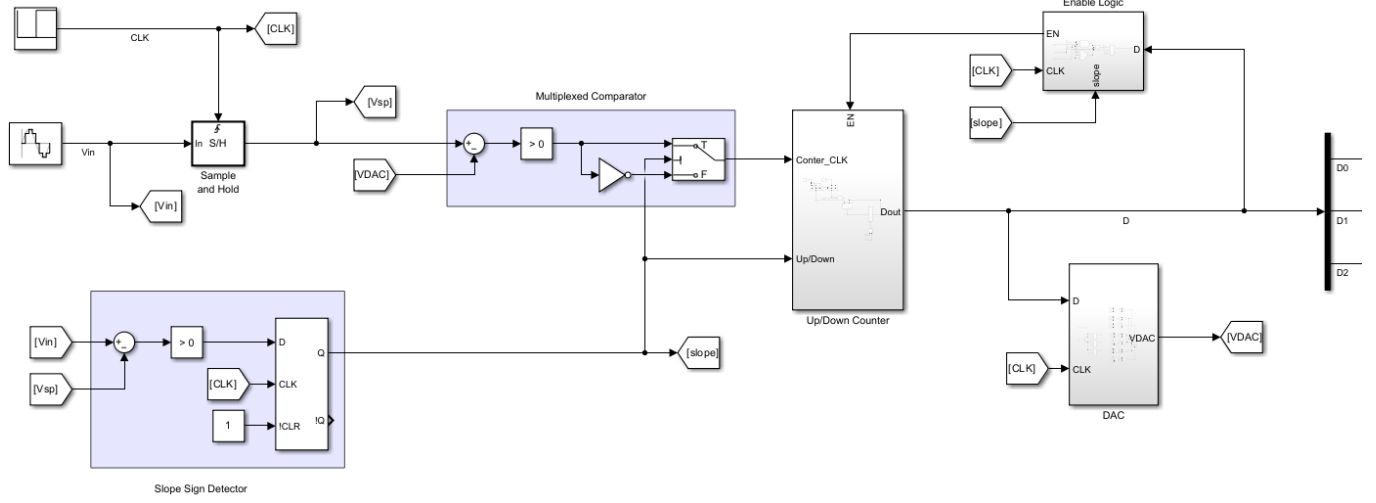 Enable Logic
CLK
[CLK]
EN
D
[CLK]
CLK
slope
[Vsp]
Multiplexed Comparator
[slope]
EN
In S/H
Vin
Sample
and Hold
+
−
> 0
T
F
[VDAC]
Conter_CLK
D0
[Vin]
Dout
D
D1
Up/Down
D2
Up/Down Counter
D
VDAC
[VDAC]
[CLK]
CLK
DAC
[Vin]
+
−
> 0
D
Q
[slope]
[Vsp]
[CLK]
CLK
1
!CLR
!Q
Slope Sign Detector